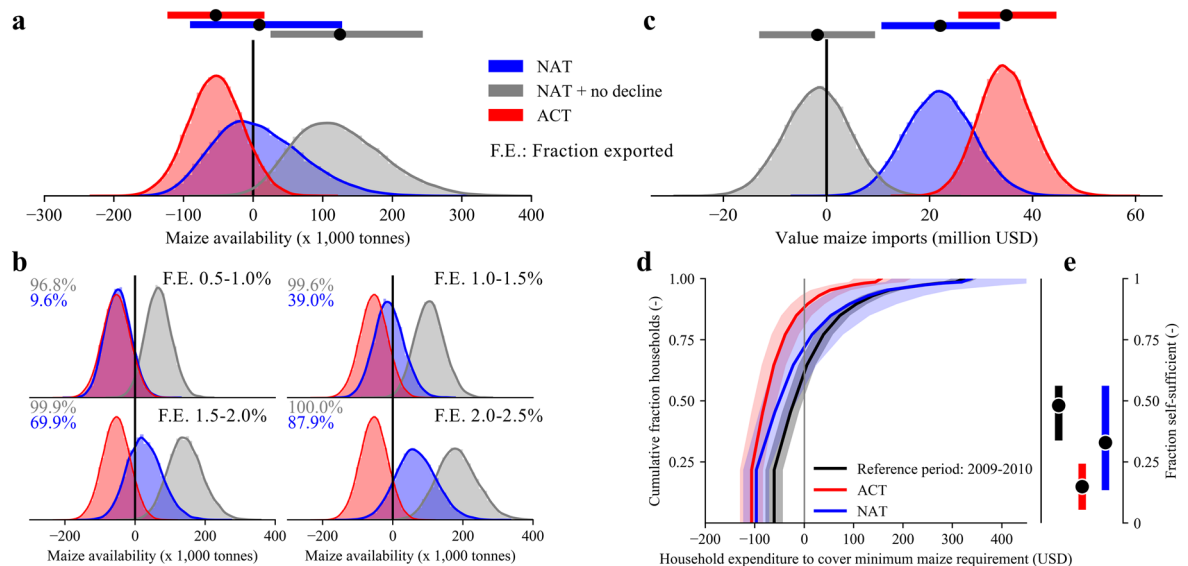 a
NAT
NAT + no decline
ACT
F.E.: Fraction exported
−300 −200 −100 0 100 200 300 400
Maize availability (x 1,000 tonnes)
c
−20 0 20 40 60
Value maize imports (million USD)
b
96.8%
9.6%
F.E. 0.5-1.0%
99.6%
39.0%
F.E. 1.0-1.5%
99.9%
69.9%
F.E. 1.5-2.0%
100.0%
87.9%
F.E. 2.0-2.5%
−200 0 200 400
Maize availability (x 1,000 tonnes)
−200 0 200 400
Maize availability (x 1,000 tonnes)
d
1.00
0.75
0.50
0.25
Cumulative fraction households (-)
Reference period: 2009-2010
ACT
NAT
−200 −100 0 100 200 300 400
Household expenditure to cover minimum maize requirement (USD)
e
1
0.5
0
Fraction self-sufficient (-)